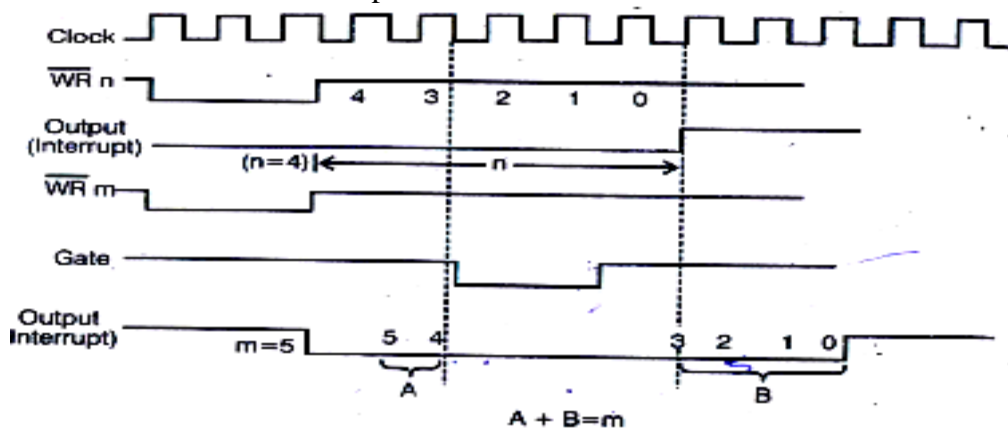 Clock
WR n
4 3 2 1 0
Output
(Interrupt)
(n=4) n
WR m
Gate
Output
Interrupt)
m=5 5 4 3 2 1 0
A B
A + B=m